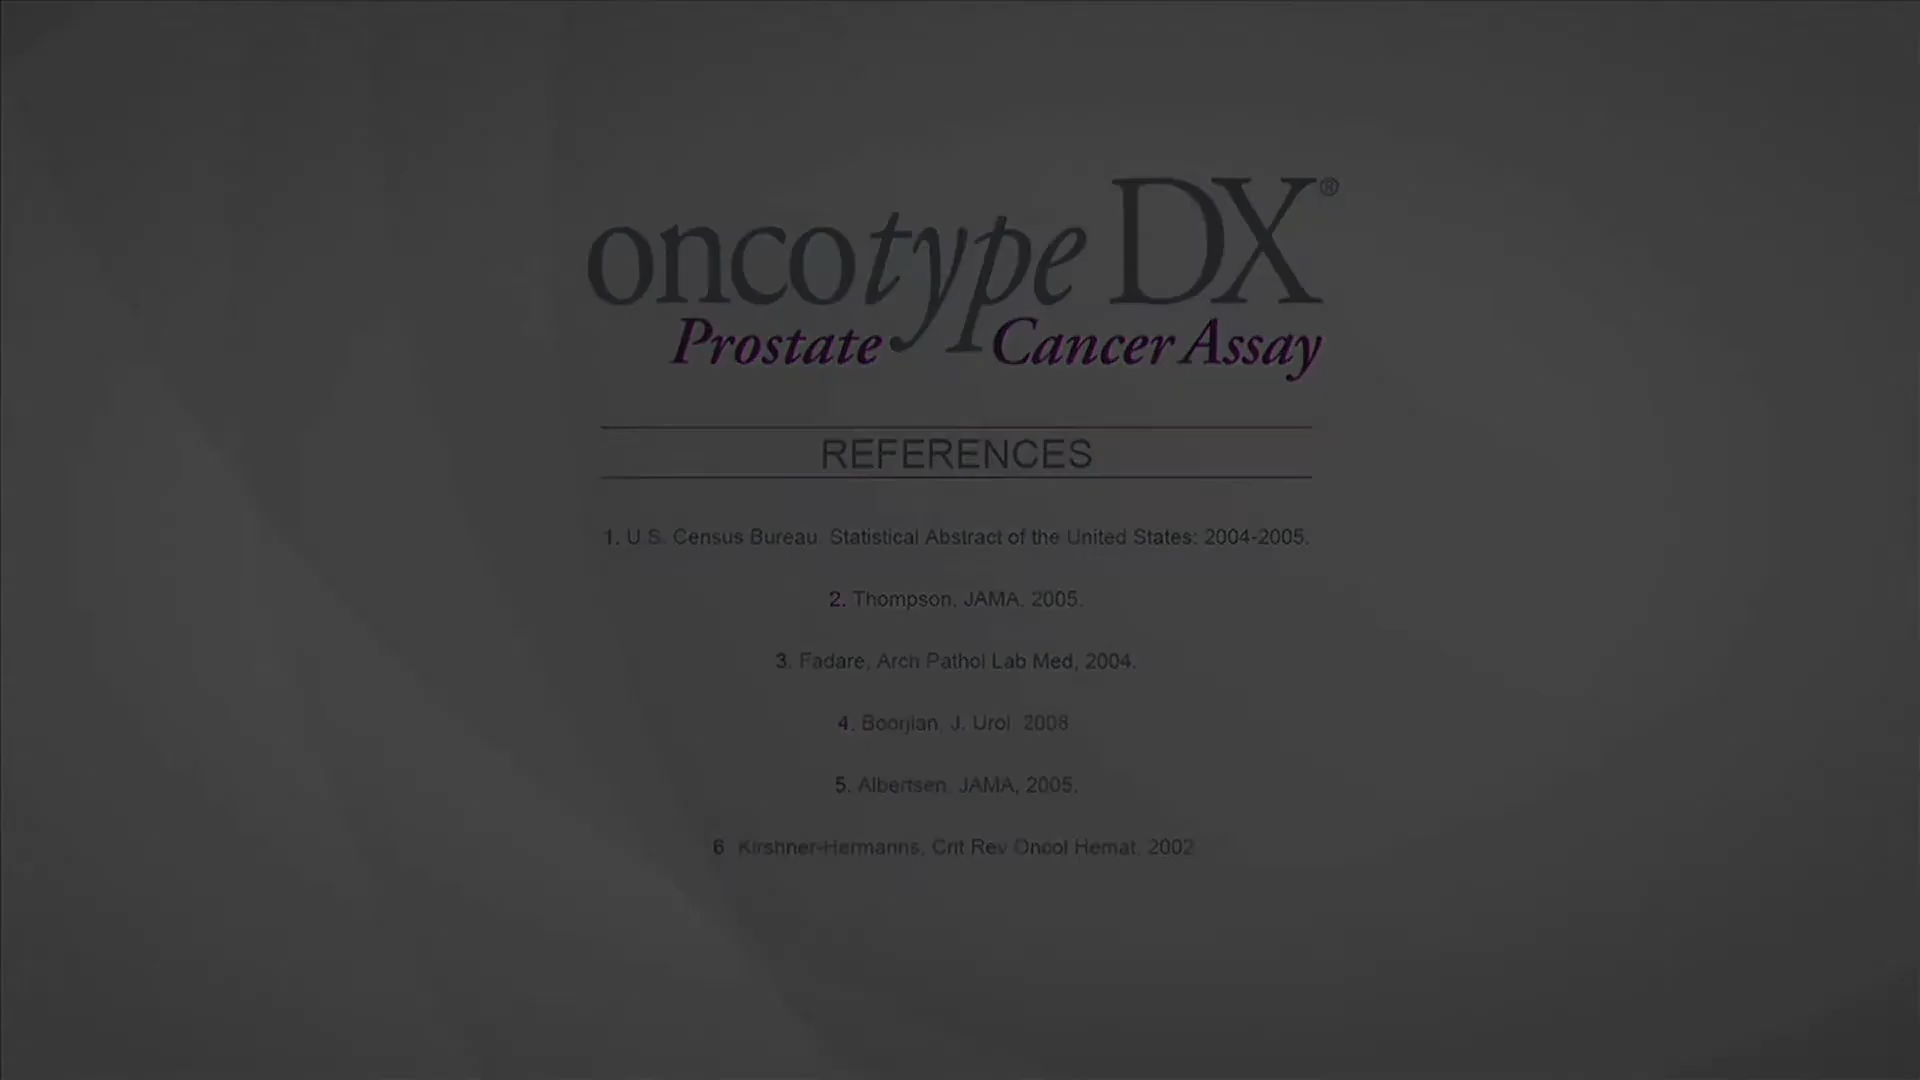 oncotype DX®
Prostate Cancer Assay
REFERENCES
1. U.S. Census Bureau. Statistical Abstract of the United States: 2004-2005.
2. Thompson, JAMA, 2005.
3. Fadare, Arch Pathol Lab Med, 2004.
4. Boorjian, J. Urol. 2008
5. Albertsen, JAMA, 2005.
6. Kirshner-Hermanns, Crit Rev Oncol Hemat, 2002